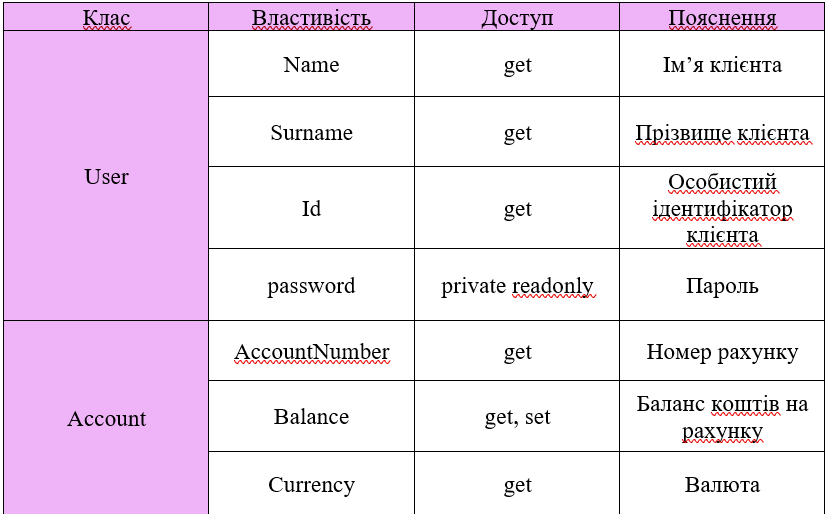 Клас Властивість Доступ Пояснення
User
Name get Ім’я клієнта
Surname get Прізвище клієнта
Id get Особистий
ідентифікатор
клієнта
password private readonly Пароль
Account
AccountNumber get Номер рахунку
Balance get, set Баланс коштів на
рахунку
Currency get Валюта